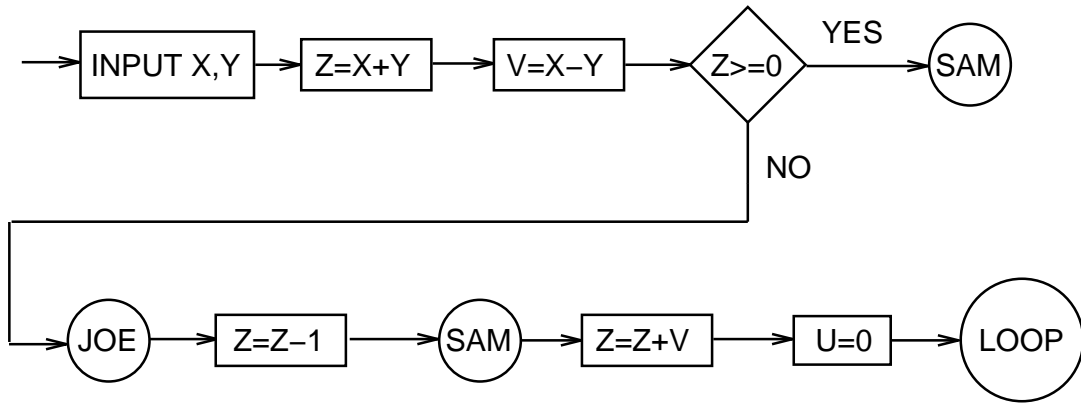 INPUT X,Y
Z=X+Y
V=X−Y
Z>=0
YES
SAM
NO
JOE
Z=Z−1
SAM
Z=Z+V
U=0
LOOP